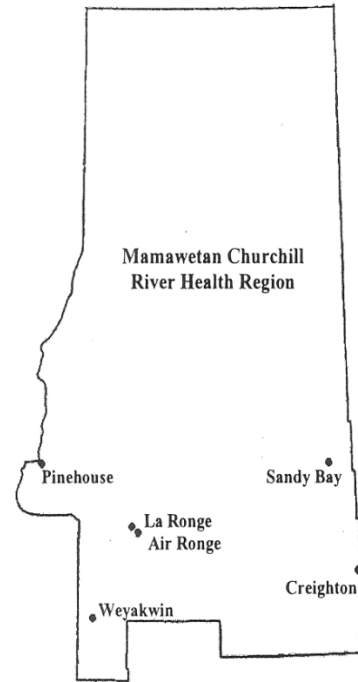 Mamawetan Churchill
River Health Region
Pinehouse
Sandy Bay
La Ronge
Air Ronge
Creighton
Weyakwin